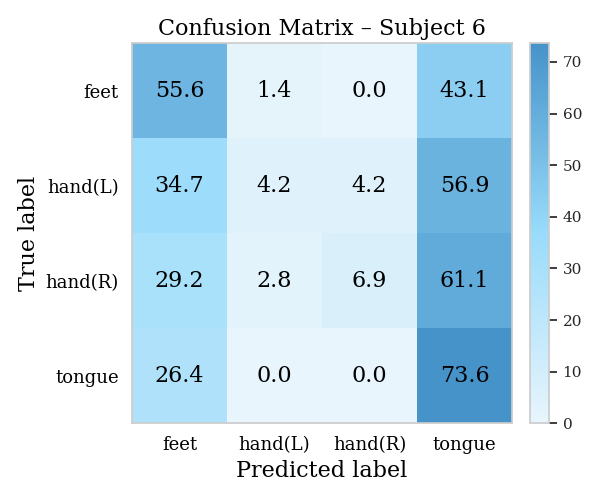 Confusion Matrix – Subject 6
feet 55.6 1.4 0.0 43.1
hand(L) 34.7 4.2 4.2 56.9
hand(R) 29.2 2.8 6.9 61.1
tongue 26.4 0.0 0.0 73.6
feet hand(L) hand(R) tongue
Predicted label
True label
70
60
50
40
30
20
10
0